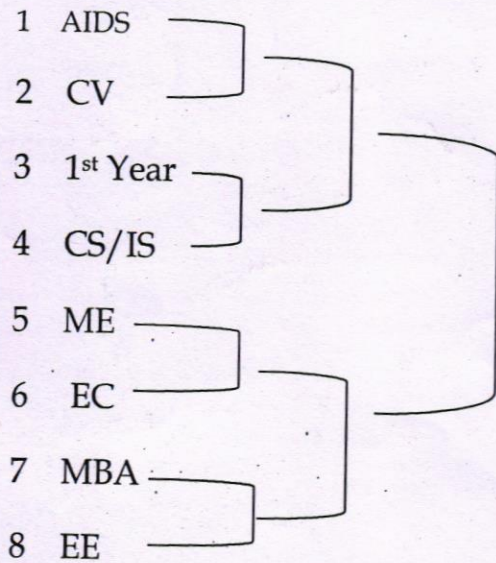 1 AIDS
2 CV
3 1st Year
4 CS/IS
5 ME
6 EC
7 MBA
8 EE